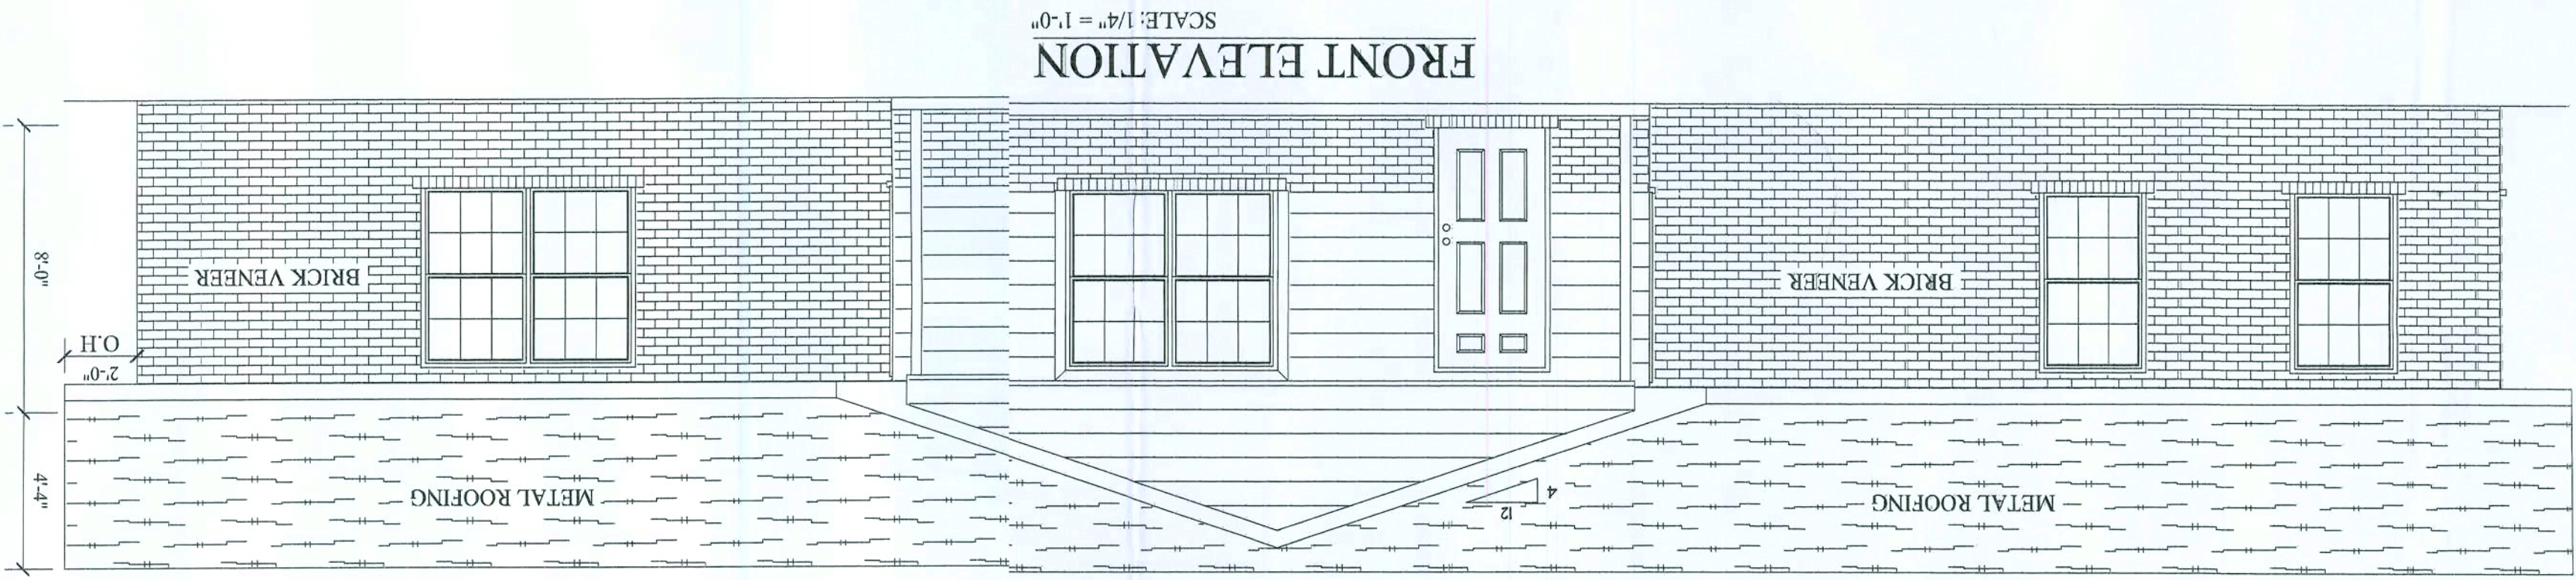 METAL ROOFING
METAL ROOFING
12
4
4'-4"
2'-0"
O.H
8'-0"
BRICK VENEER
BRICK VENEER
FRONT ELEVATION
SCALE: 1/4" = 1'-0"